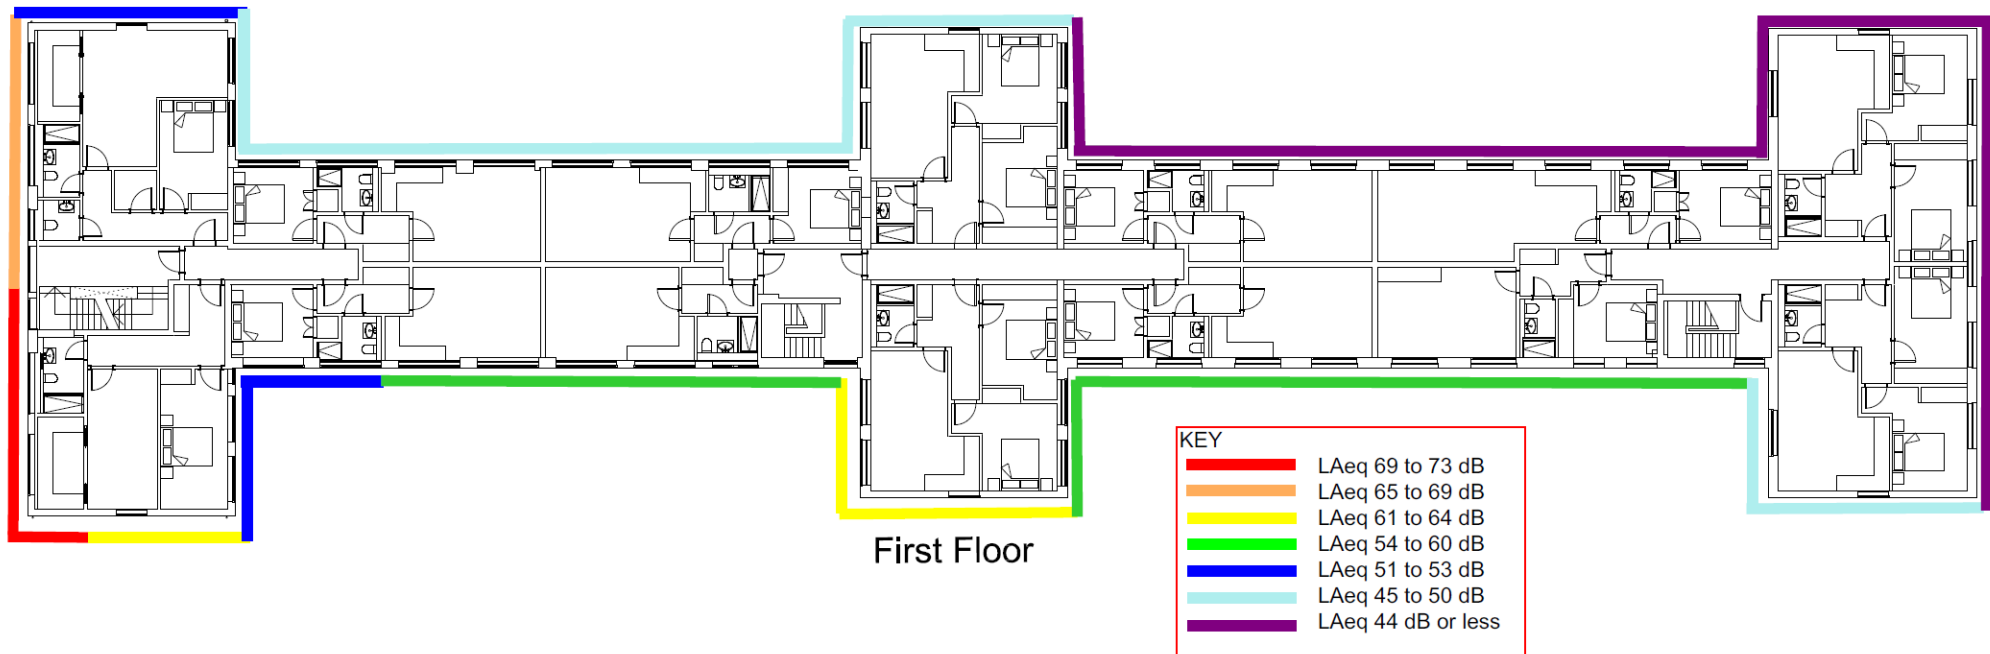 First Floor
KEY
LAeq 69 to 73 dB
LAeq 65 to 69 dB
LAeq 61 to 64 dB
LAeq 54 to 60 dB
LAeq 51 to 53 dB
LAeq 45 to 50 dB
LAeq 44 dB or less